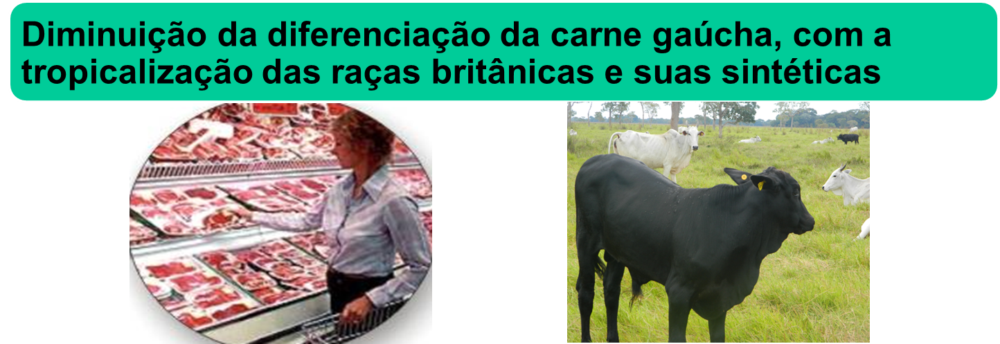 Diminuição da diferenciação da carne gaúcha, com a
tropicalização das raças britânicas e suas sintéticas